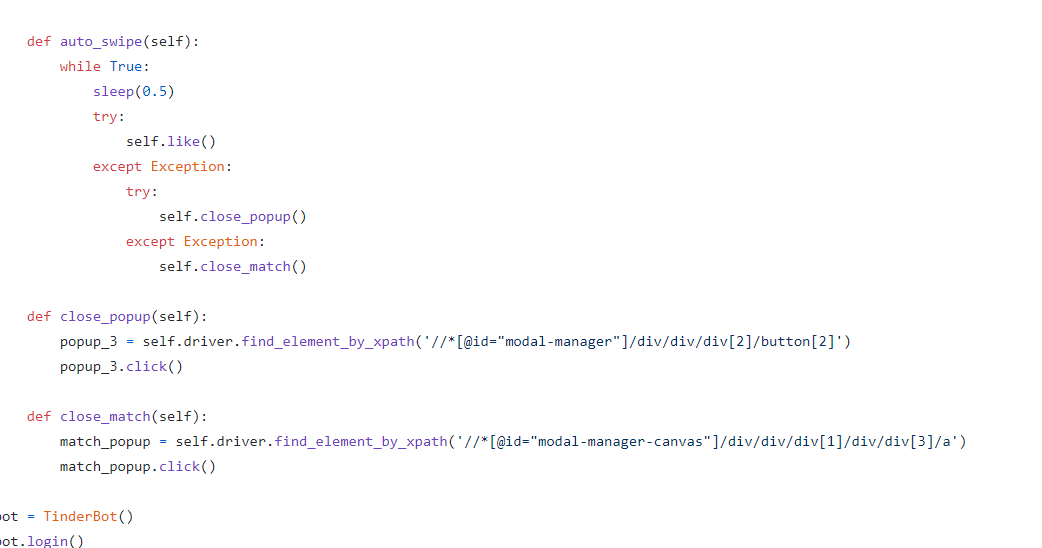 def auto_swipe(self):
while True:
sleep(0.5)
try:
self.like()
except Exception:
try:
self.close_popup()
except Exception:
self.close_match()
def close_popup(self):
popup_3 = self.driver.find_element_by_xpath('//*[@id="modal-manager"]/div/div/div[2]/button[2]')
popup_3.click()
def close_match(self):
match_popup = self.driver.find_element_by_xpath('//*[@id="modal-manager-canvas"]/div/div/div[1]/div/div[3]/a')
match_popup.click()
ot = TinderBot()
ot.login()